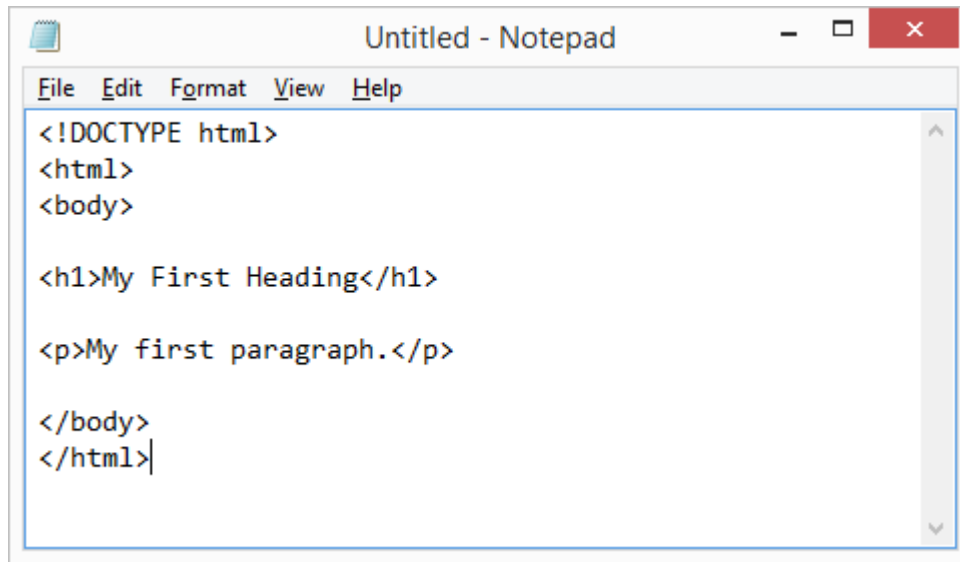 Untitled - Notepad
File Edit Format View Help
<!DOCTYPE html>
<html>
<body>
<h1>My First Heading</h1>
<p>My first paragraph.</p>
</body>
</html>